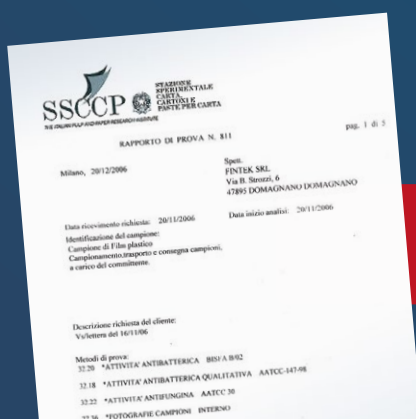 SSCCP
STAZIONE
SPERIMENTALE
CARTA,
CARTONI E
PASTE PER CARTA
THE ITALIAN PULP AND PAPER RESEARCH INSTITUTE
RAPPORTO DI PROVA N. 811
pag. 1 di 5
Milano, 20/12/2006
Spett.
FINTEK SRL
Via B. Strozzi, 6
47895 DOMAGNANO DOMAGNANO
Data ricevimento richiesta: 20/11/2006
Data inizio analisi: 20/11/2006
Identificazione del campione:
Campione di Film plastico
Campionamento,trasporto e consegna campioni,
a carico del committente.
Descrizione richiesta del cliente:
Vs/lettera del 16/11/06
Metodi di prova:
32.20 *ATTIVITA' ANTIBATTERICA BISFA B/02
32.18 *ATTIVITA' ANTIBATTERICA QUALITATIVA AATCC-147-98
32.22 *ATTIVITA' ANTIFUNGINA AATCC 30
*FOTOGRAFIE CAMPIONI INTERNO